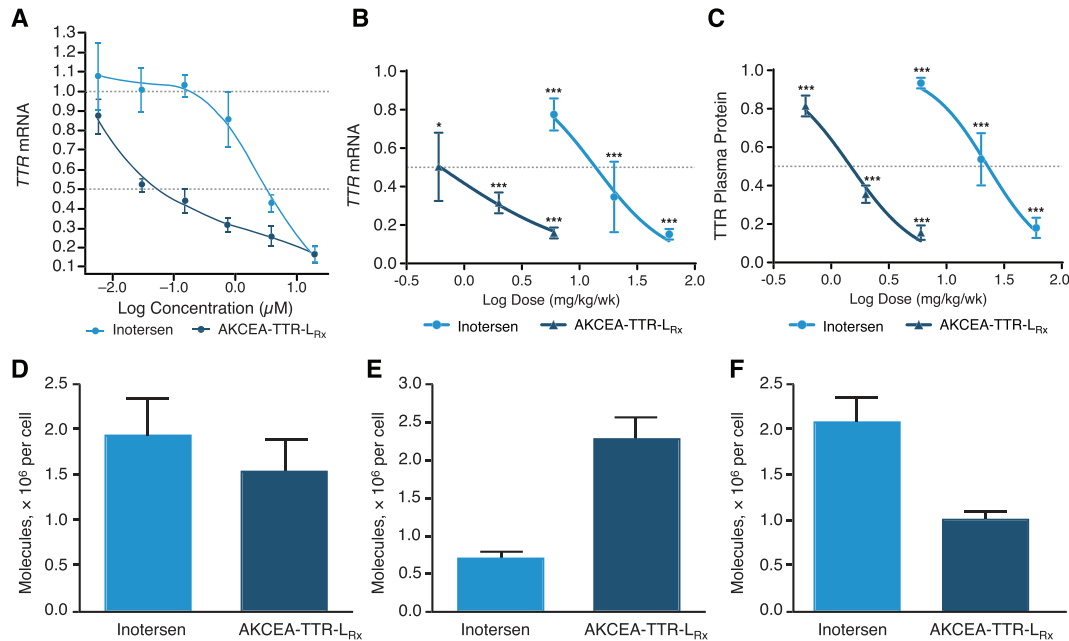 A
1.3
1.2
1.1
1.0
0.9
0.8
0.7
0.6
0.5
0.4
0.3
0.2
0.1
TTR mRNA
−2.0
−1.0
0.0
1.0
Log Concentration (µM)
Inotersen
AKCEA-TTR-LRx
B
1.0
0.8
0.6
0.4
0.2
0.0
TTR mRNA
*
***
***
***
***
***
-0.5
0.0
0.5
1.0
1.5
2.0
Log Dose (mg/kg/wk)
Inotersen
AKCEA-TTR-LRx
C
1.0
0.8
0.6
0.4
0.2
0.0
TTR Plasma Protein
***
***
***
***
***
***
-0.5
0.0
0.5
1.0
1.5
2.0
Log Dose (mg/kg/wk)
Inotersen
AKCEA-TTR-LRx
D
2.5
2.0
1.5
1.0
0.5
0.0
Molecules, × 10⁶ per cell
Inotersen
AKCEA-TTR-LRx
E
3.0
2.5
2.0
1.5
1.0
0.5
0.0
Molecules, × 10⁶ per cell
Inotersen
AKCEA-TTR-LRx
F
2.5
2.0
1.5
1.0
0.5
0.0
Molecules, × 10⁶ per cell
Inotersen
AKCEA-TTR-LRx